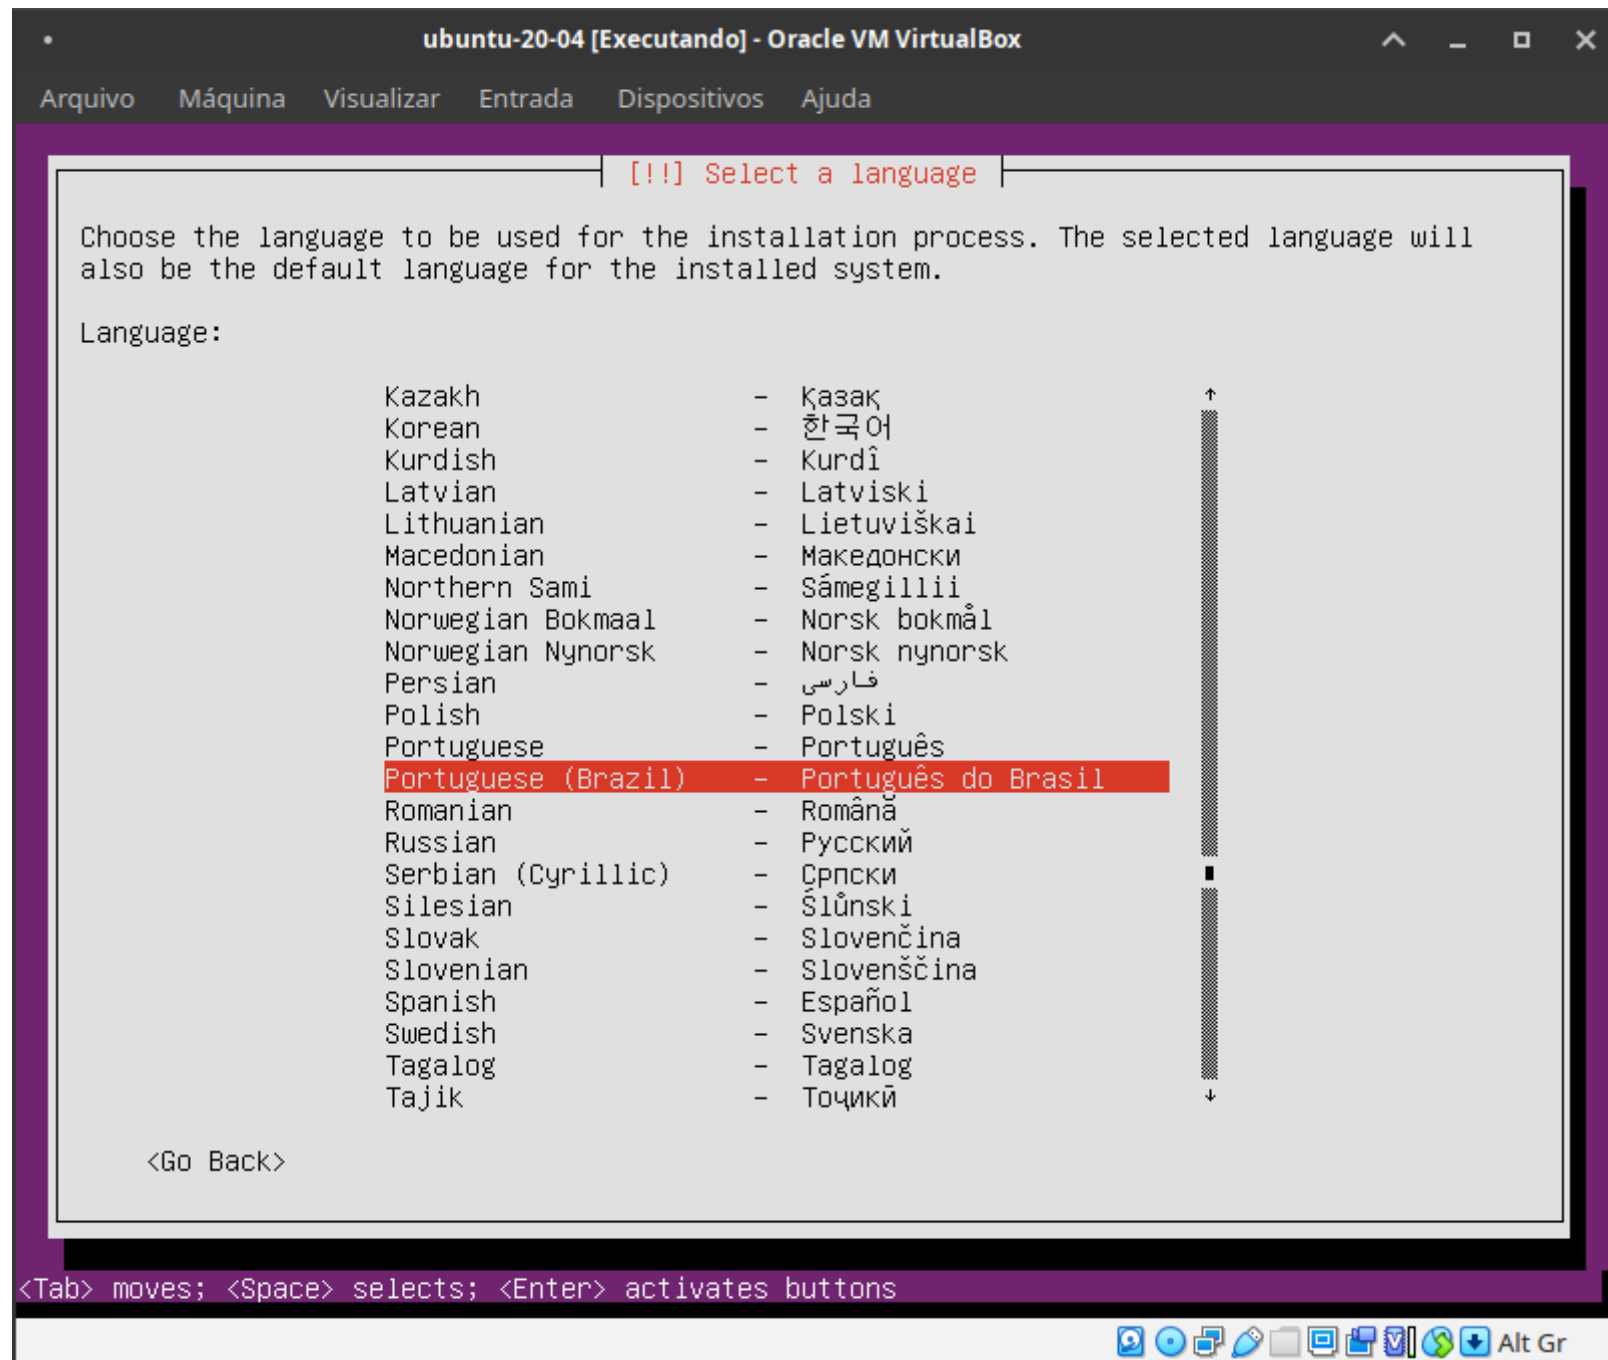 ubuntu-20-04 [Executando] - Oracle VM VirtualBox
Arquivo Máquina Visualizar Entrada Dispositivos Ajuda
[!!] Select a language
Choose the language to be used for the installation process. The selected language will
also be the default language for the installed system.
Language:
Kazakh - Қазақ
Korean - 한국어
Kurdish - Kurdî
Latvian - Latviski
Lithuanian - Lietuviškai
Macedonian - Македонски
Northern Sami - Sámegillii
Norwegian Bokmaal - Norsk bokmål
Norwegian Nynorsk - Norsk nynorsk
Persian - فارسی
Polish - Polski
Portuguese - Português
Portuguese (Brazil) - Português do Brasil
Romanian - Română
Russian - Русский
Serbian (Cyrillic) - Српски
Silesian - Ślůnski
Slovak - Slovenčina
Slovenian - Slovenščina
Spanish - Español
Swedish - Svenska
Tagalog - Tagalog
Tajik - Тоҷикӣ
<Go Back>
<Tab> moves; <Space> selects; <Enter> activates buttons
Alt Gr